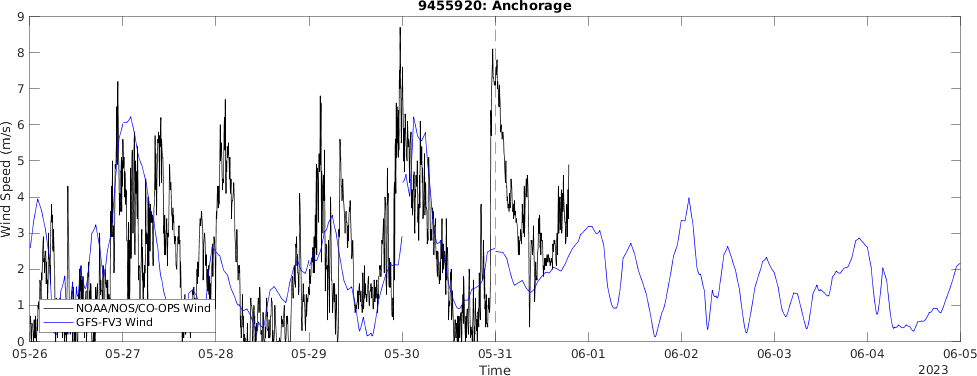 9455920: Anchorage
Wind Speed (m/s)
9
8
7
6
5
4
3
2
1
0
NOAA/NOS/CO-OPS Wind
GFS-FV3 Wind
05-26 05-27 05-28 05-29 05-30 05-31 06-01 06-02 06-03 06-04 06-05
Time
2023